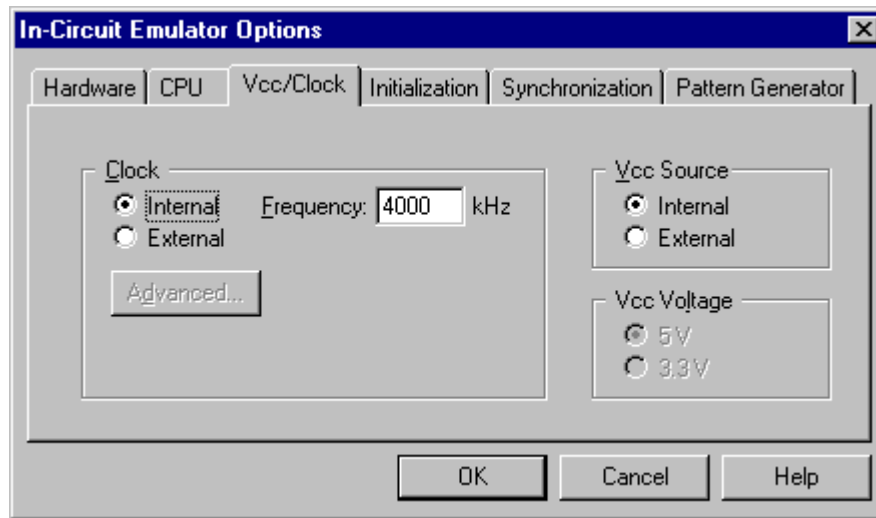 In-Circuit Emulator Options
Hardware CPU Vcc/Clock Initialization Synchronization Pattern Generator
Clock
Internal Frequency: 4000 kHz
External
Advanced...
Vcc Source
Internal
External
Vcc Voltage
5V
3.3V
OK Cancel Help